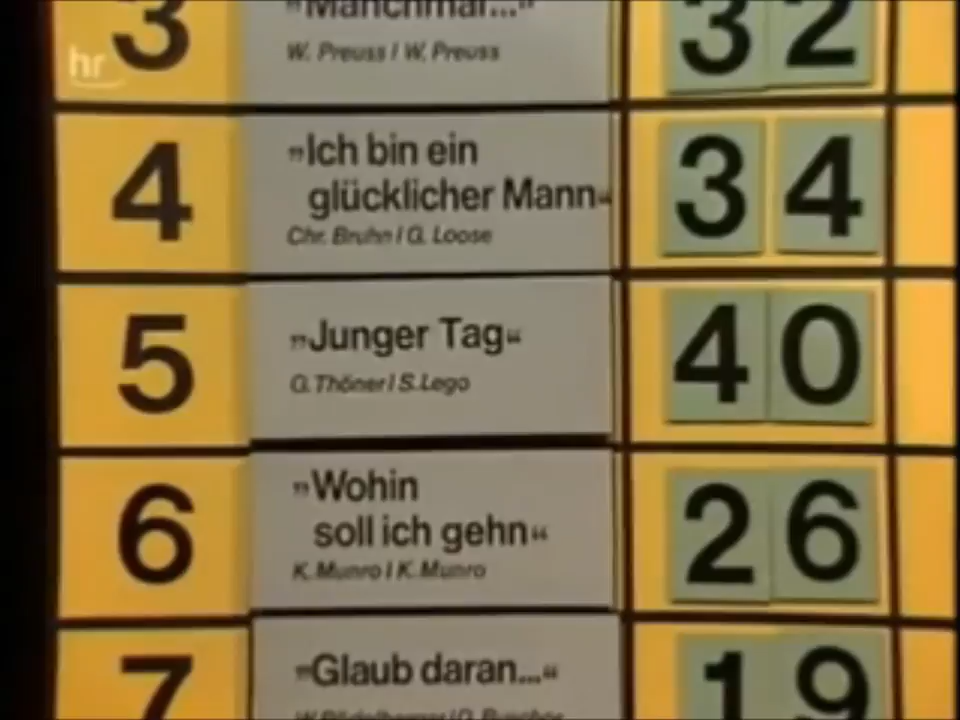 hr
3
„Manchmal...“
W. Preuss / W. Preuss
32
4
„Ich bin ein
glücklicher Mann“
Chr. Bruhn / G. Loose
34
5
„Junger Tag“
G. Thöner / S. Lego
40
6
„Wohin
soll ich gehn“
K. Munro / K. Munro
26
7
„Glaub daran...“
19